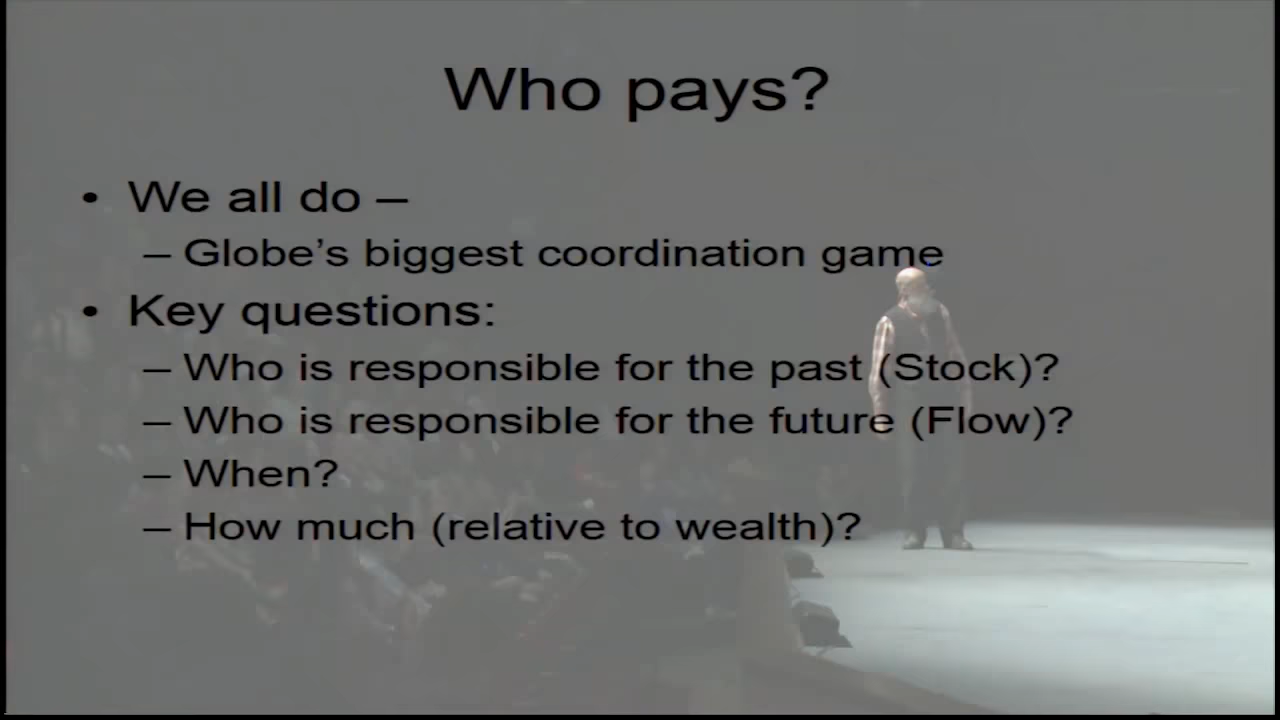 Who pays?
• We all do –
– Globe's biggest coordination game
• Key questions:
– Who is responsible for the past (Stock)?
– Who is responsible for the future (Flow)?
– When?
– How much (relative to wealth)?